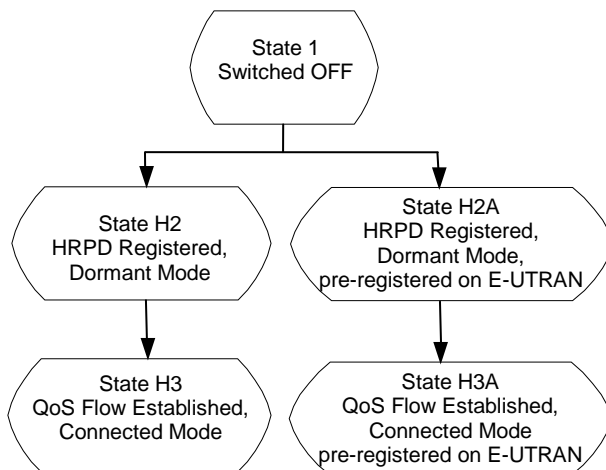 State 1
Switched OFF
State H2
HRPD Registered,
Dormant Mode
State H2A
HRPD Registered,
Dormant Mode,
pre-registered on E-UTRAN
State H3
QoS Flow Established,
Connected Mode
State H3A
QoS Flow Established,
Connected Mode
pre-registered on E-UTRAN